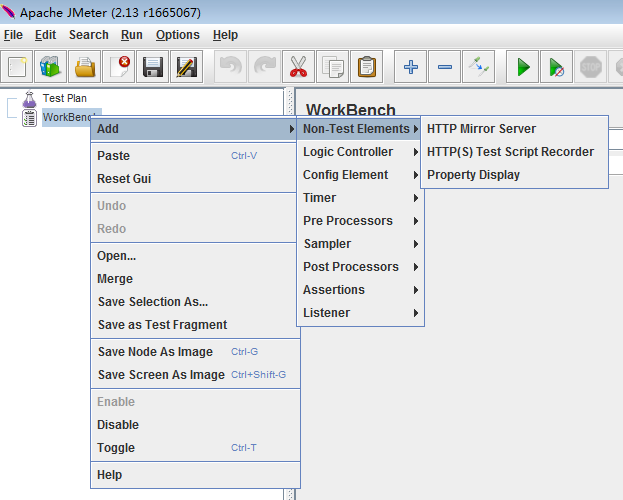 Apache JMeter (2.13 r1665067)
File Edit Search Run Options Help
STOP
Test Plan
WorkBench
WorkBench
Add
Paste Ctrl-V
Reset Gui
Undo
Redo
Open...
Merge
Save Selection As...
Save as Test Fragment
Save Node As Image Ctrl-G
Save Screen As Image Ctrl+Shift-G
Enable
Disable
Toggle Ctrl-T
Help
Non-Test Elements
Logic Controller
Config Element
Timer
Pre Processors
Sampler
Post Processors
Assertions
Listener
HTTP Mirror Server
HTTP(S) Test Script Recorder
Property Display